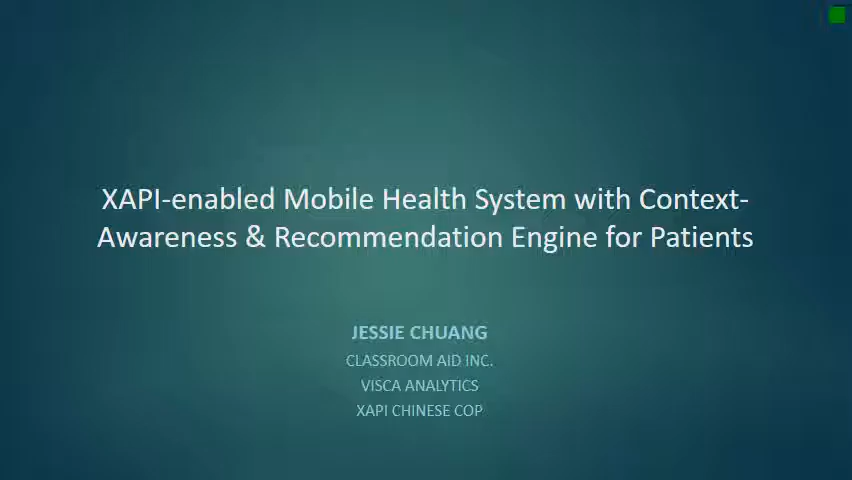 XAPI-enabled Mobile Health System with Context-
Awareness & Recommendation Engine for Patients
JESSIE CHUANG
CLASSROOM AID INC.
VISCA ANALYTICS
XAPI CHINESE COP